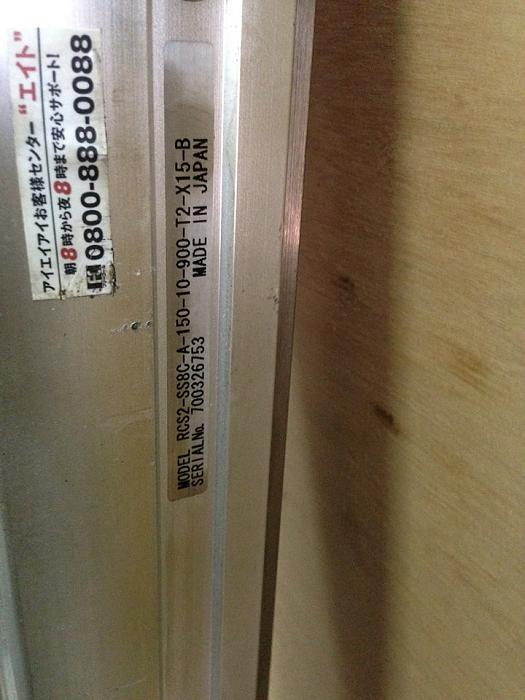 アイエイアイお客様センター “エイト”
朝8時から夜8時まで安心サポート!
0800-888-0088
MODEL RCS2-SS8C-A-150-10-900-T2-X15-B
SERIALNo. 700326753 MADE IN JAPAN